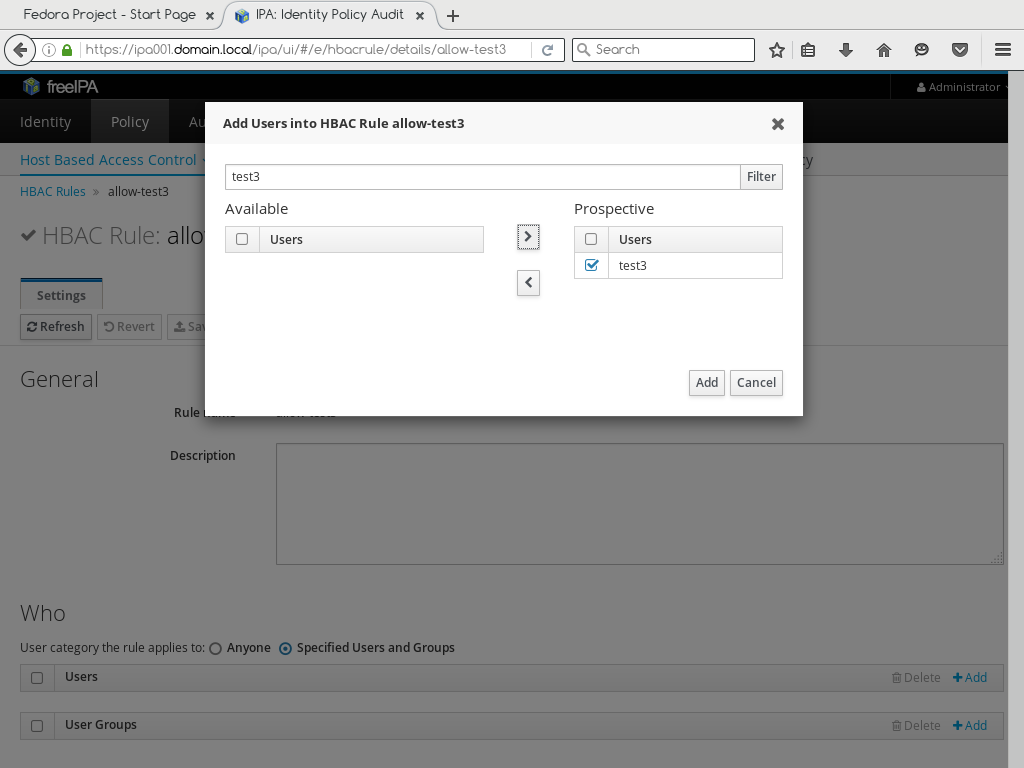 Fedora Project - Start Page
IPA: Identity Policy Audit
https://ipa001.domain.local/ipa/ui/#/e/hbacrule/details/allow-test3
Search
freeIPA
Administrator
Identity
Policy
Au
Add Users into HBAC Rule allow-test3
Host Based Access Control
cy
HBAC Rules » allow-test3
test3
Filter
Available
Prospective
Users
Users
test3
HBAC Rule: allo
Settings
Refresh
Revert
Sav
Add
Cancel
General
Rule name
allow-test3
Description
Who
User category the rule applies to:
Anyone
Specified Users and Groups
Users
Delete
Add
User Groups
Delete
Add